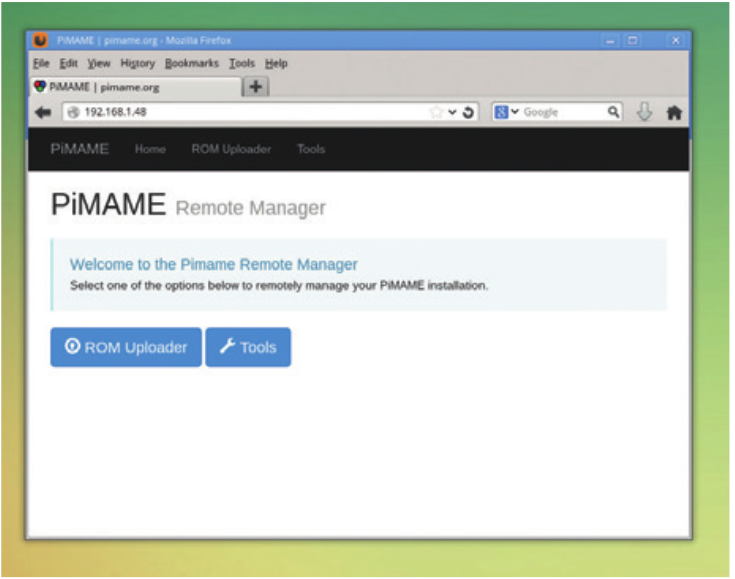 PiMAME | pimame.org - Mozilla Firefox
File Edit View History Bookmarks Tools Help
PiMAME | pimame.org
192.168.1.48 Google
PiMAME Home ROM Uploader Tools
PiMAME Remote Manager
Welcome to the Pimame Remote Manager
Select one of the options below to remotely manage your PiMAME installation.
ROM Uploader Tools